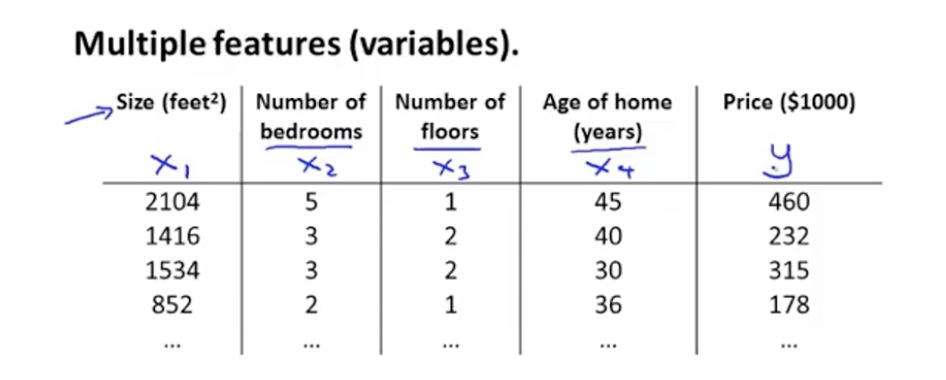 Multiple features (variables).
Size (feet²) Number of bedrooms Number of floors Age of home (years) Price ($1000)
x₁ x₂ x₃ x₄ y
2104 5 1 45 460
1416 3 2 40 232
1534 3 2 30 315
852 2 1 36 178
... ... ... ... ...